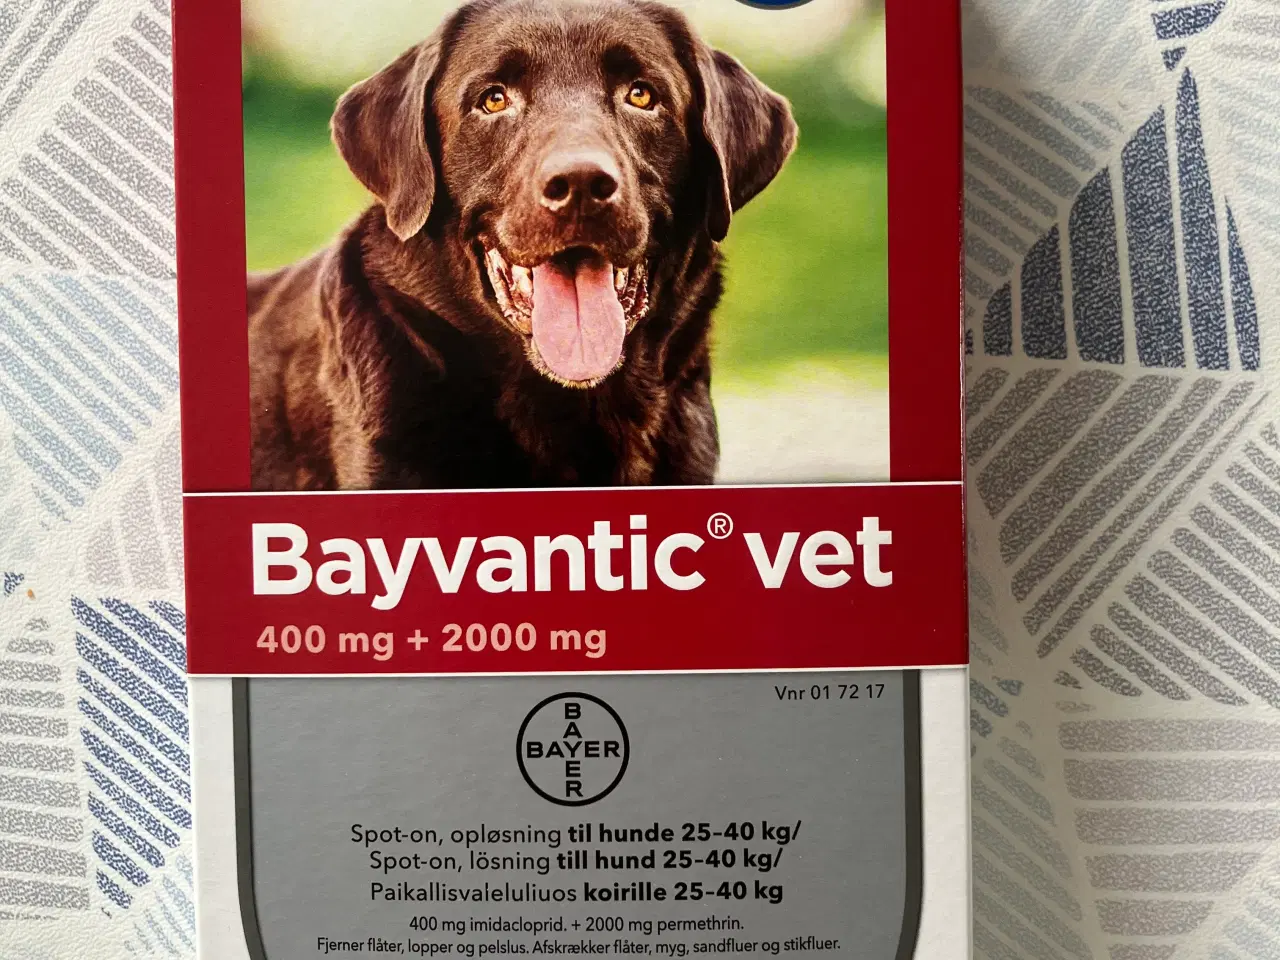 Bayvantic® vet
400 mg + 2000 mg
Vnr 01 72 17
BAYER
BAYER
Spot-on, opløsning til hunde 25-40 kg/
Spot-on, lösning till hund 25-40 kg/
Paikallisvaleluliuos koirille 25-40 kg
400 mg imidacloprid. + 2000 mg permethrin.
Fjerner flåter, lopper og pelslus. Afskrækker flåter, myg, sandfluer og stikfluer.